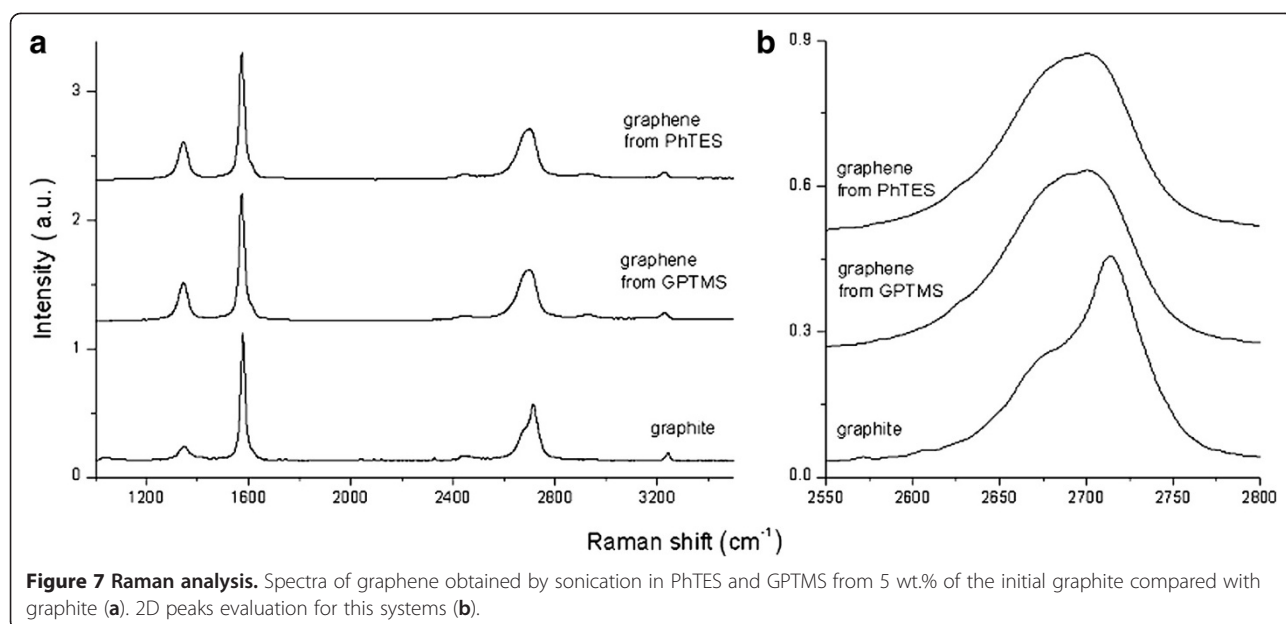 a
b
Intensity (a.u.)
3
2
1
0
graphene
from PhTES
graphene
from GPTMS
graphite
1200 1600 2000 2400 2800 3200
0.9
0.6
0.3
0.0
graphene
from PhTES
graphene
from GPTMS
graphite
2550 2600 2650 2700 2750 2800
Raman shift (cm⁻¹)
Figure 7 Raman analysis. Spectra of graphene obtained by sonication in PhTES and GPTMS from 5 wt.% of the initial graphite compared with
graphite (a). 2D peaks evaluation for this systems (b).